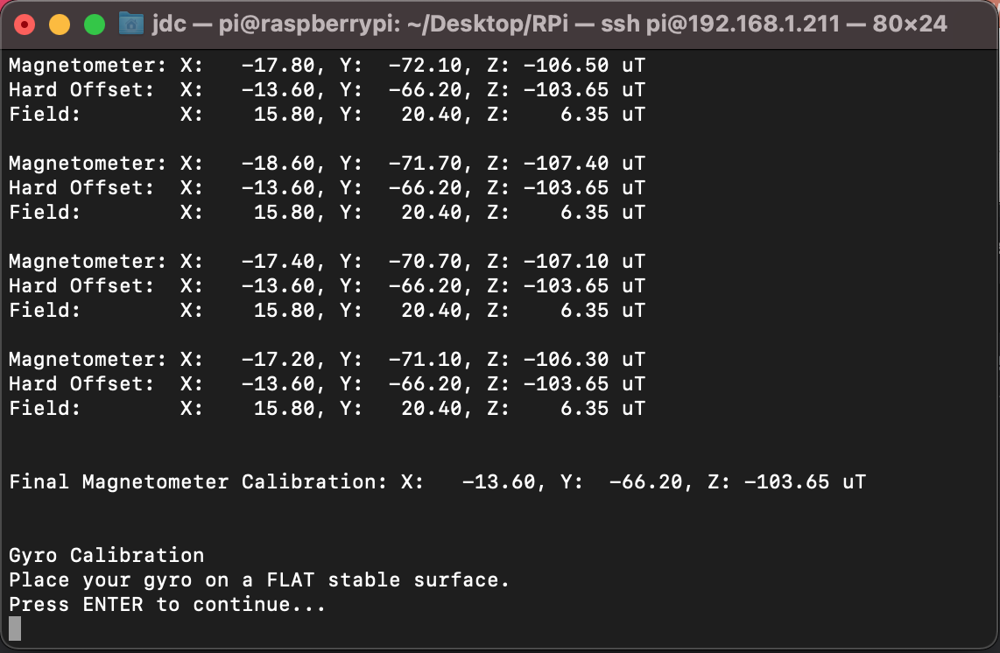 jdc — pi@raspberrypi: ~/Desktop/RPi — ssh pi@192.168.1.211 — 80×24
Magnetometer: X:   -17.80, Y:  -72.10, Z: -106.50 uT
Hard Offset:  X:   -13.60, Y:  -66.20, Z: -103.65 uT
Field:        X:    15.80, Y:   20.40, Z:    6.35 uT

Magnetometer: X:   -18.60, Y:  -71.70, Z: -107.40 uT
Hard Offset:  X:   -13.60, Y:  -66.20, Z: -103.65 uT
Field:        X:    15.80, Y:   20.40, Z:    6.35 uT

Magnetometer: X:   -17.40, Y:  -70.70, Z: -107.10 uT
Hard Offset:  X:   -13.60, Y:  -66.20, Z: -103.65 uT
Field:        X:    15.80, Y:   20.40, Z:    6.35 uT

Magnetometer: X:   -17.20, Y:  -71.10, Z: -106.30 uT
Hard Offset:  X:   -13.60, Y:  -66.20, Z: -103.65 uT
Field:        X:    15.80, Y:   20.40, Z:    6.35 uT

Final Magnetometer Calibration: X:   -13.60, Y:  -66.20, Z: -103.65 uT

Gyro Calibration
Place your gyro on a FLAT stable surface.
Press ENTER to continue...